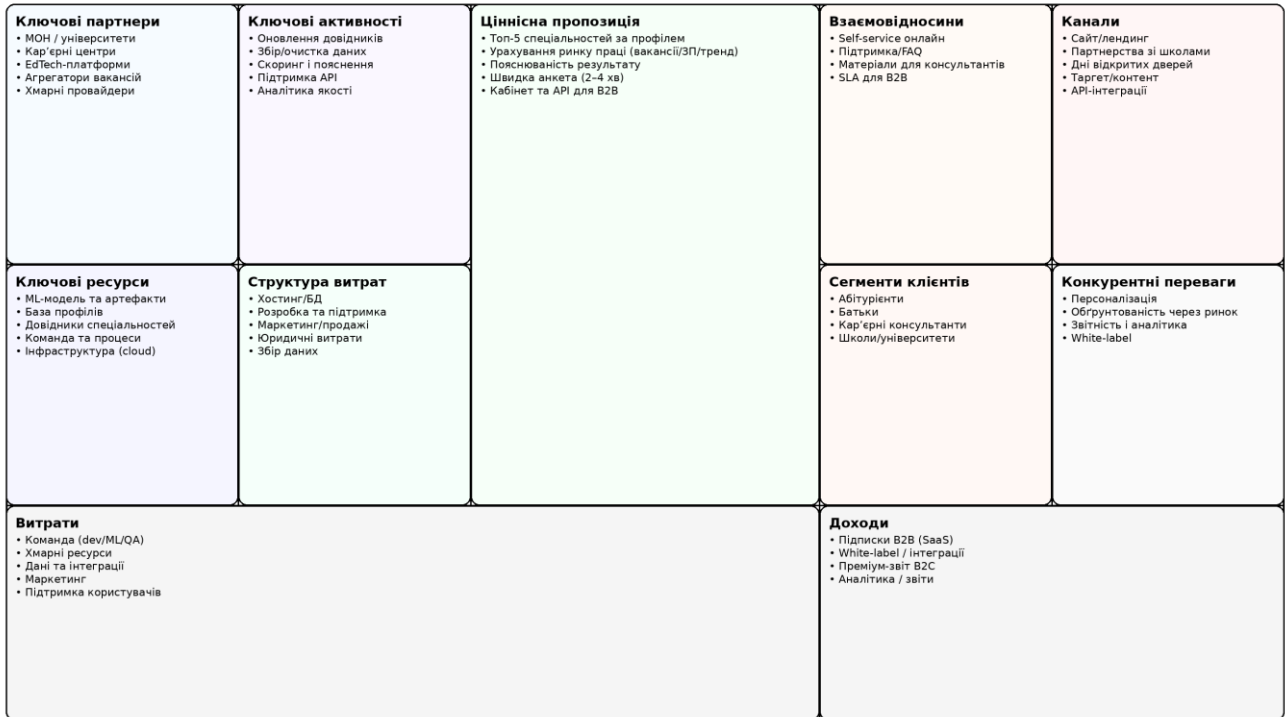 Ключові партнери
• МОН / університети
• Кар’єрні центри
• EdTech-платформи
• Агрегатори вакансій
• Хмарні провайдери
Ключові активності
• Оновлення довідників
• Збір/очистка даних
• Скоринг і пояснення
• Підтримка API
• Аналітика якості
Ціннісна пропозиція
• Топ-5 спеціальностей за профілем
• Урахування ринку праці (вакансії/ЗП/тренд)
• Пояснюваність результату
• Швидка анкета (2–4 хв)
• Кабінет та API для B2B
Взаємовідносини
• Self-service онлайн
• Підтримка/FAQ
• Матеріали для консультантів
• SLA для B2B
Канали
• Сайт/лендинг
• Партнерства зі школами
• Дні відкритих дверей
• Таргет/контент
• API-інтеграції
Ключові ресурси
• ML-модель та артефакти
• База профілів
• Довідники спеціальностей
• Команда та процеси
• Інфраструктура (cloud)
Структура витрат
• Хостинг/БД
• Розробка та підтримка
• Маркетинг/продажі
• Юридичні витрати
• Збір даних
Сегменти клієнтів
• Абітурієнти
• Батьки
• Кар’єрні консультанти
• Школи/університети
Конкурентні переваги
• Персоналізація
• Обґрунтованість через ринок
• Звітність і аналітика
• White-label
Витрати
• Команда (dev/ML/QA)
• Хмарні ресурси
• Дані та інтеграції
• Маркетинг
• Підтримка користувачів
Доходи
• Підписки B2B (SaaS)
• White-label / інтеграції
• Преміум-звіт B2C
• Аналітика / звіти